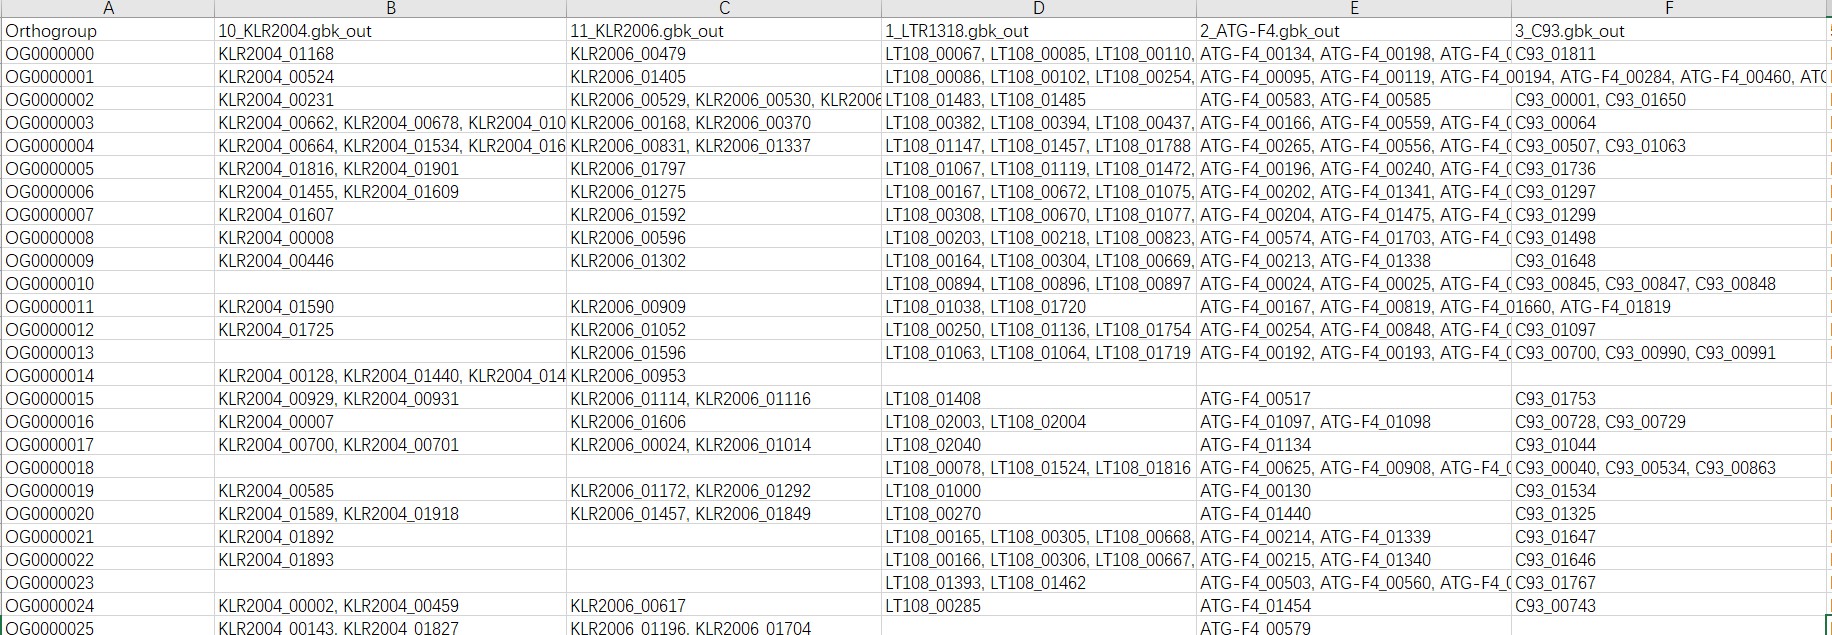 A B C D E F
Orthogroup 10_KLR2004.gbk_out 11_KLR2006.gbk_out 1_LTR1318.gbk_out 2_ATG-F4.gbk_out 3_C93.gbk_out
OG0000000 KLR2004_01168 KLR2006_00479 LT108_00067, LT108_00085, LT108_00110, ATG-F4_00134, ATG-F4_00198, ATG-F4_0 C93_01811
OG0000001 KLR2004_00524 KLR2006_01405 LT108_00086, LT108_00102, LT108_00254, ATG-F4_00095, ATG-F4_00119, ATG-F4_00194, ATG-F4_00284, ATG-F4_00460, ATG
OG0000002 KLR2004_00231 KLR2006_00529, KLR2006_00530, KLR2006 LT108_01483, LT108_01485 ATG-F4_00583, ATG-F4_00585 C93_00001, C93_01650
OG0000003 KLR2004_00662, KLR2004_00678, KLR2004_010 KLR2006_00168, KLR2006_00370 LT108_00382, LT108_00394, LT108_00437, ATG-F4_00166, ATG-F4_00559, ATG-F4_0 C93_00064
OG0000004 KLR2004_00664, KLR2004_01534, KLR2004_016 KLR2006_00831, KLR2006_01337 LT108_01147, LT108_01457, LT108_01788 ATG-F4_00265, ATG-F4_00556, ATG-F4_0 C93_00507, C93_01063
OG0000005 KLR2004_01816, KLR2004_01901 KLR2006_01797 LT108_01067, LT108_01119, LT108_01472, ATG-F4_00196, ATG-F4_00240, ATG-F4_0 C93_01736
OG0000006 KLR2004_01455, KLR2004_01609 KLR2006_01275 LT108_00167, LT108_00672, LT108_01075, ATG-F4_00202, ATG-F4_01341, ATG-F4_0 C93_01297
OG0000007 KLR2004_01607 KLR2006_01592 LT108_00308, LT108_00670, LT108_01077, ATG-F4_00204, ATG-F4_01475, ATG-F4_0 C93_01299
OG0000008 KLR2004_00008 KLR2006_00596 LT108_00203, LT108_00218, LT108_00823, ATG-F4_00574, ATG-F4_01703, ATG-F4_0 C93_01498
OG0000009 KLR2004_00446 KLR2006_01302 LT108_00164, LT108_00304, LT108_00669, ATG-F4_00213, ATG-F4_01338 C93_01648
OG0000010 LT108_00894, LT108_00896, LT108_00897 ATG-F4_00024, ATG-F4_00025, ATG-F4_0 C93_00845, C93_00847, C93_00848
OG0000011 KLR2004_01590 KLR2006_00909 LT108_01038, LT108_01720 ATG-F4_00167, ATG-F4_00819, ATG-F4_01660, ATG-F4_01819
OG0000012 KLR2004_01725 KLR2006_01052 LT108_00250, LT108_01136, LT108_01754 ATG-F4_00254, ATG-F4_00848, ATG-F4_0 C93_01097
OG0000013 KLR2006_01596 LT108_01063, LT108_01064, LT108_01719 ATG-F4_00192, ATG-F4_00193, ATG-F4_0 C93_00700, C93_00990, C93_00991
OG0000014 KLR2004_00128, KLR2004_01440, KLR2004_014 KLR2006_00953
OG0000015 KLR2004_00929, KLR2004_00931 KLR2006_01114, KLR2006_01116 LT108_01408 ATG-F4_00517 C93_01753
OG0000016 KLR2004_00007 KLR2006_01606 LT108_02003, LT108_02004 ATG-F4_01097, ATG-F4_01098 C93_00728, C93_00729
OG0000017 KLR2004_00700, KLR2004_00701 KLR2006_00024, KLR2006_01014 LT108_02040 ATG-F4_01134 C93_01044
OG0000018 LT108_00078, LT108_01524, LT108_01816 ATG-F4_00625, ATG-F4_00908, ATG-F4_0 C93_00040, C93_00534, C93_00863
OG0000019 KLR2004_00585 KLR2006_01172, KLR2006_01292 LT108_01000 ATG-F4_00130 C93_01534
OG0000020 KLR2004_01589, KLR2004_01918 KLR2006_01457, KLR2006_01849 LT108_00270 ATG-F4_01440 C93_01325
OG0000021 KLR2004_01892 LT108_00165, LT108_00305, LT108_00668, ATG-F4_00214, ATG-F4_01339 C93_01647
OG0000022 KLR2004_01893 LT108_00166, LT108_00306, LT108_00667, ATG-F4_00215, ATG-F4_01340 C93_01646
OG0000023 LT108_01393, LT108_01462 ATG-F4_00503, ATG-F4_00560, ATG-F4_0 C93_01767
OG0000024 KLR2004_00002, KLR2004_00459 KLR2006_00617 LT108_00285 ATG-F4_01454 C93_00743
OG0000025 KLR2004_00143, KLR2004_01827 KLR2006_01196, KLR2006_01704 ATG-F4_00579